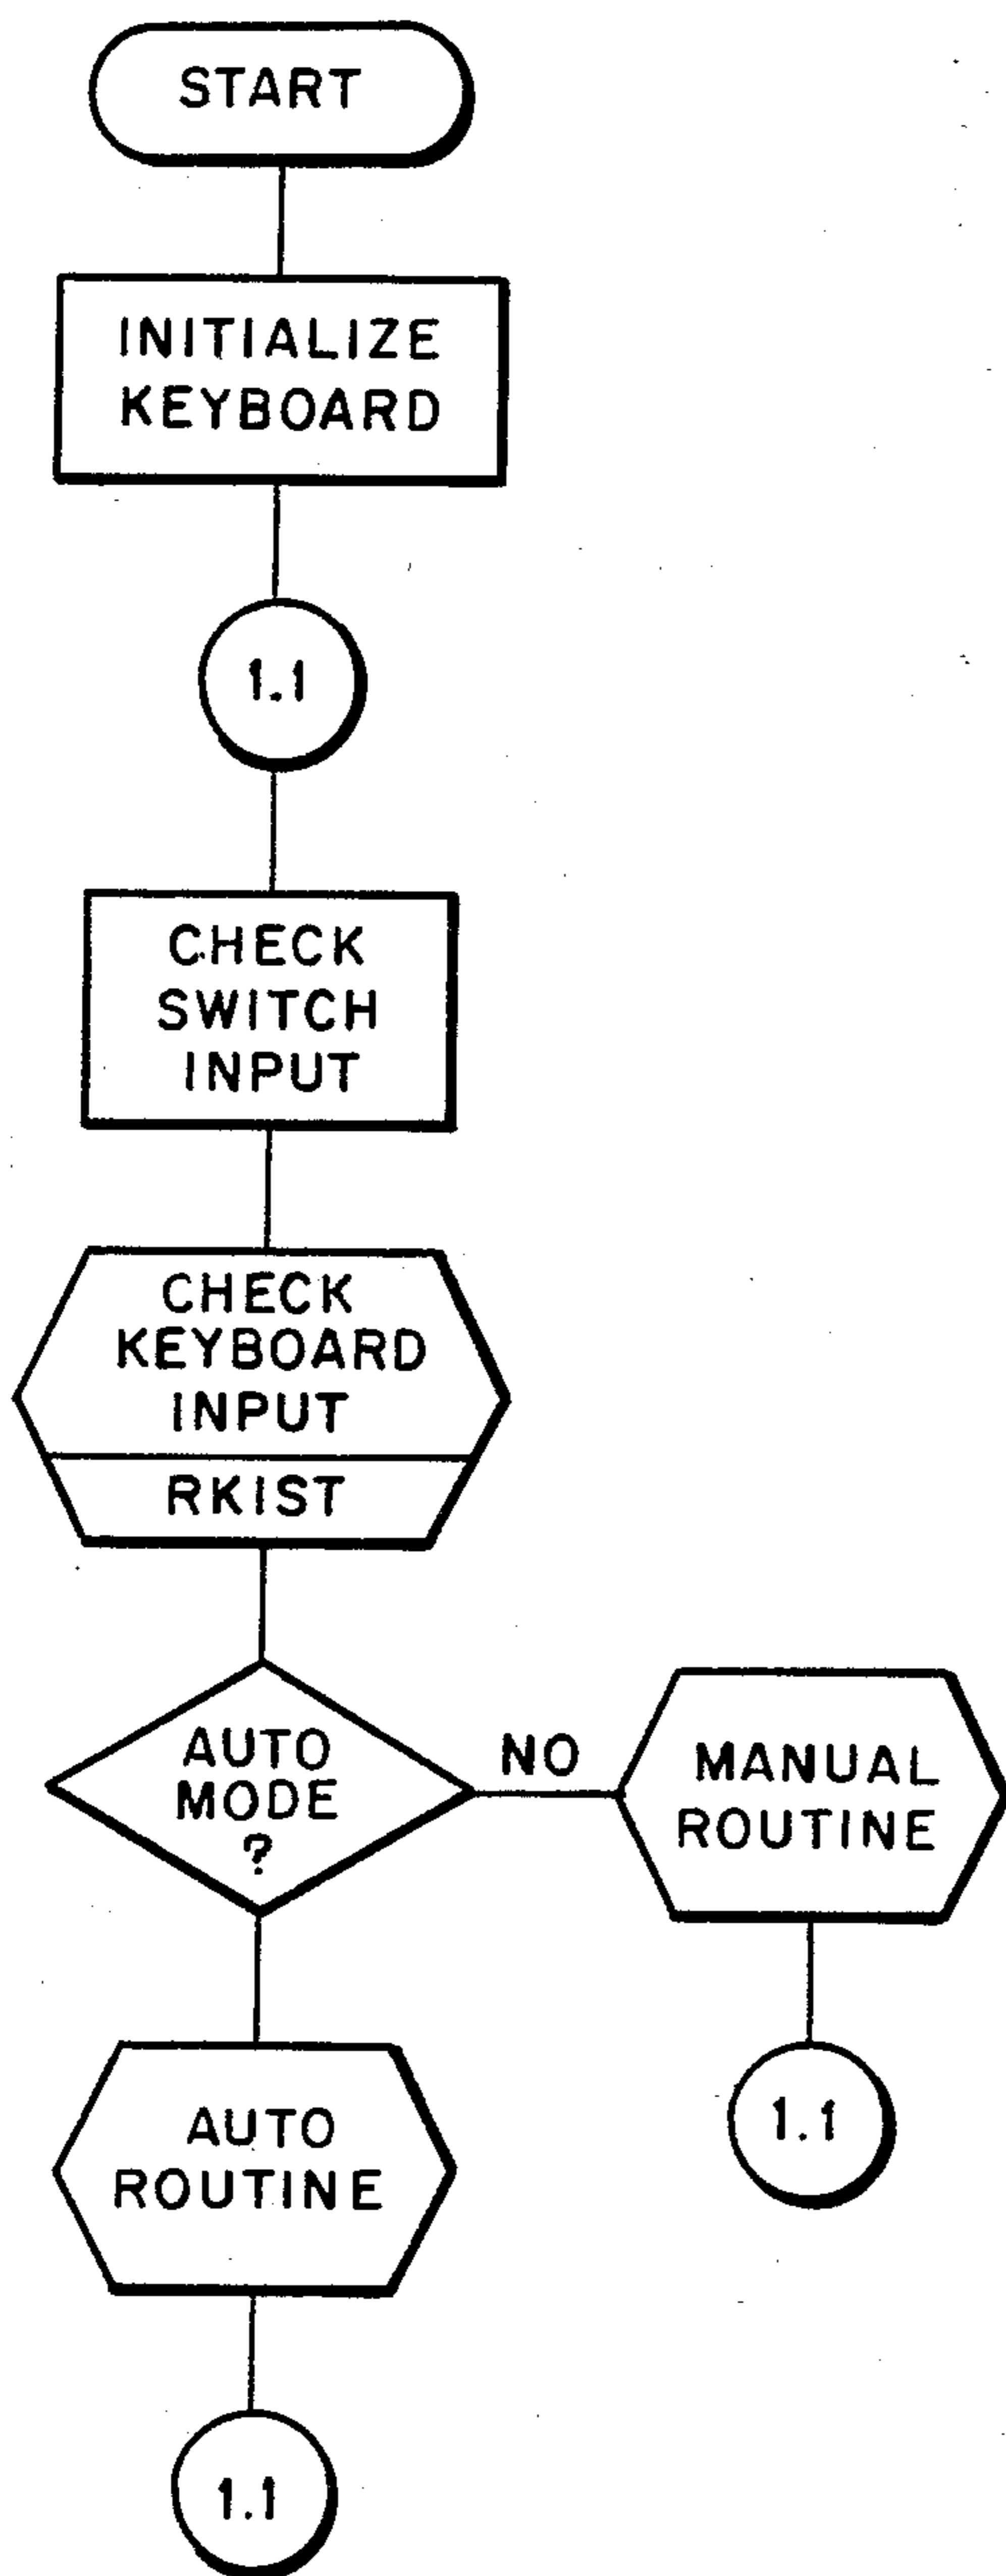 START
INITIALIZE
KEYBOARD
1.1
CHECK
SWITCH
INPUT
CHECK
KEYBOARD
INPUT
RKIST
AUTO
MODE
?
NO
MANUAL
ROUTINE
1.1
AUTO
ROUTINE
1.1